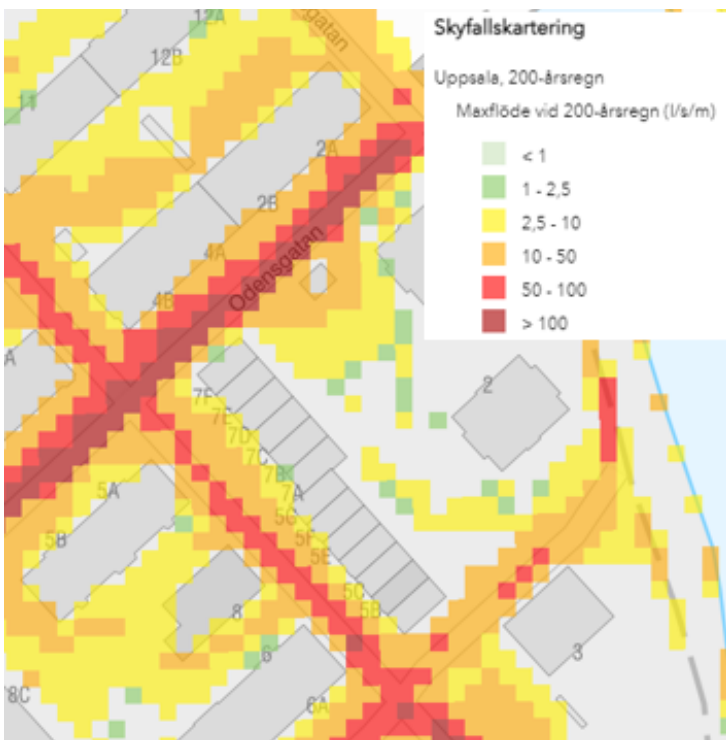 Skyfallskartering
Uppsala, 200-årsregn
Maxflöde vid 200-årsregn (l/s/m)
< 1
1 - 2,5
2,5 - 10
10 - 50
50 - 100
> 100
12A
12B
11
2A
2B
4A
4B
Odensgatan
2
7F
7E
7D
7C
7B
7A
5G
5F
5E
5C
5B
5A
5B
8
6
6A
8C
3
A